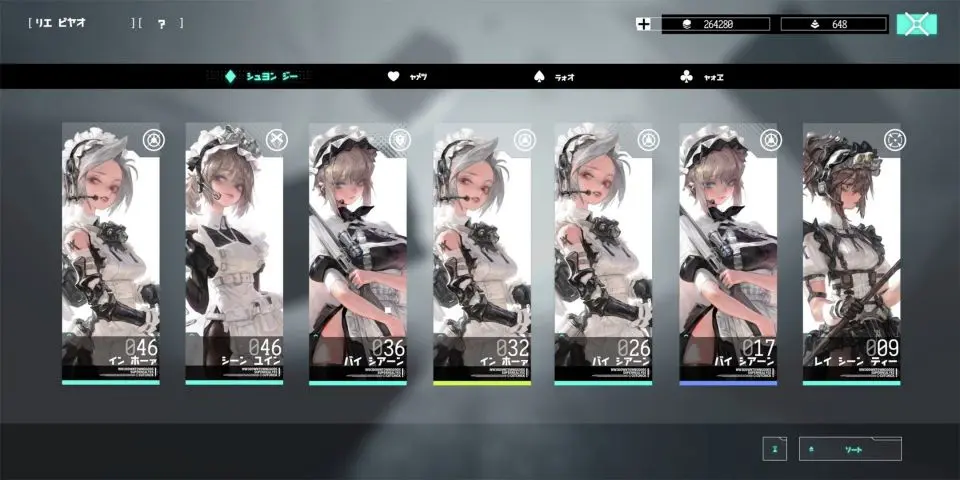 [リエ ピヤオ ][ ? ]
264280
648
シュヨン ジー
ヤメツ
ラォオ
ヤォヱ
046
イン ホーァ
046
シーン ユイン
036
バイ シアーン
032
イン ホーァ
026
バイ シアーン
017
バイ シアーン
009
レイ シーン ティー
ソート